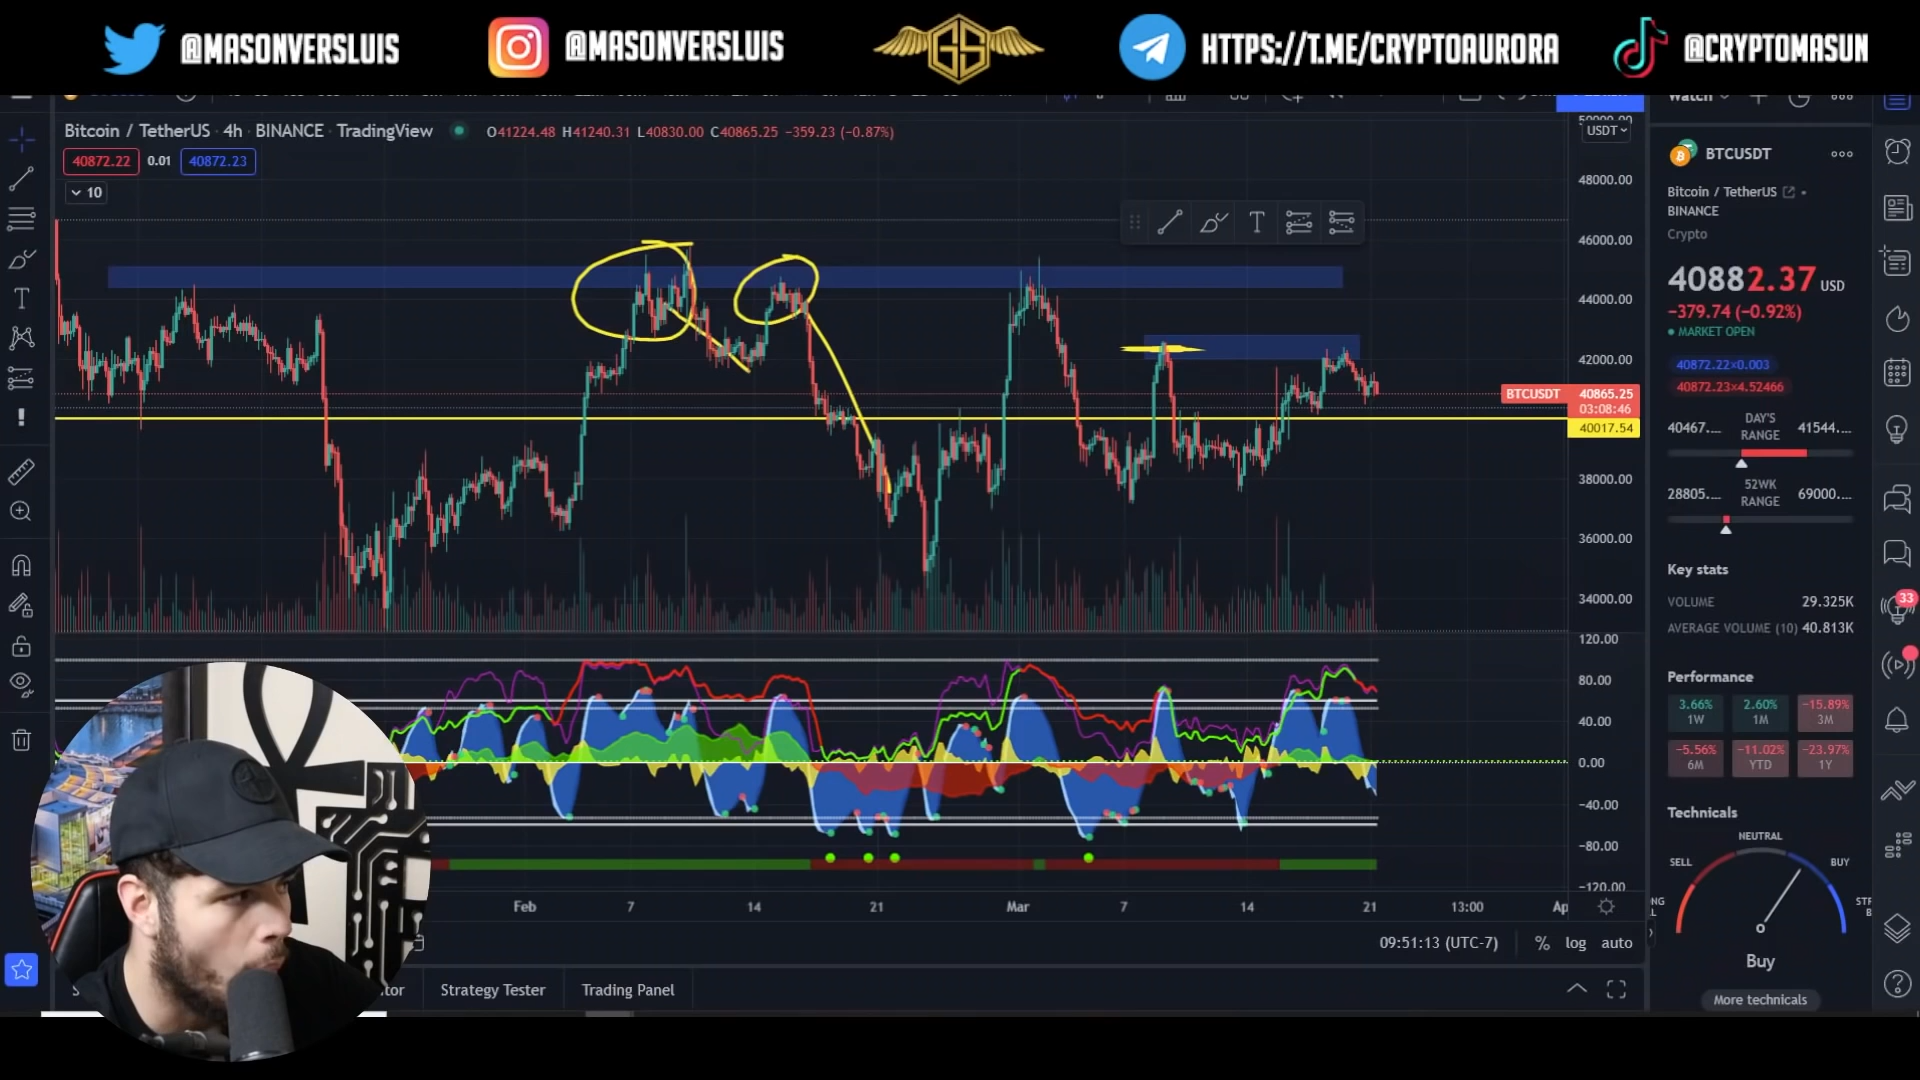 @MASONVERSLUIS @MASONVERSLUIS GS HTTPS://T.ME/CRYPTOAURORA @CRYPTOMASUN
Bitcoin / TetherUS · 4h · BINANCE · TradingView O41224.48 H41240.31 L40830.00 C40865.25 −359.23 (−0.87%)
USDT
40872.22 0.01 40872.23
10
48000.00
46000.00
44000.00
42000.00
BTCUSDT 40865.25
03:08:46
40017.54
38000.00
36000.00
34000.00
120.00
80.00
40.00
0.00
−40.00
−80.00
−120.00
Feb 7 14 21 Mar 7 14 21 13:00 Ap
09:51:13 (UTC-7) % log auto
Strategy Tester Trading Panel
BTCUSDT
Bitcoin / TetherUS
BINANCE
Crypto
40882.37 USD
−379.74 (−0.92%)
MARKET OPEN
40872.22×0.003
40872.23×4.52466
40467.... DAY'S RANGE 41544....
28805.... 52WK RANGE 69000....
33
Key stats
VOLUME 29.325K
AVERAGE VOLUME (10) 40.813K
Performance
3.66% 1W
2.60% 1M
−15.89% 3M
−5.56% 6M
−11.02% YTD
−23.97% 1Y
Technicals
NEUTRAL
SELL BUY
Buy
More technicals